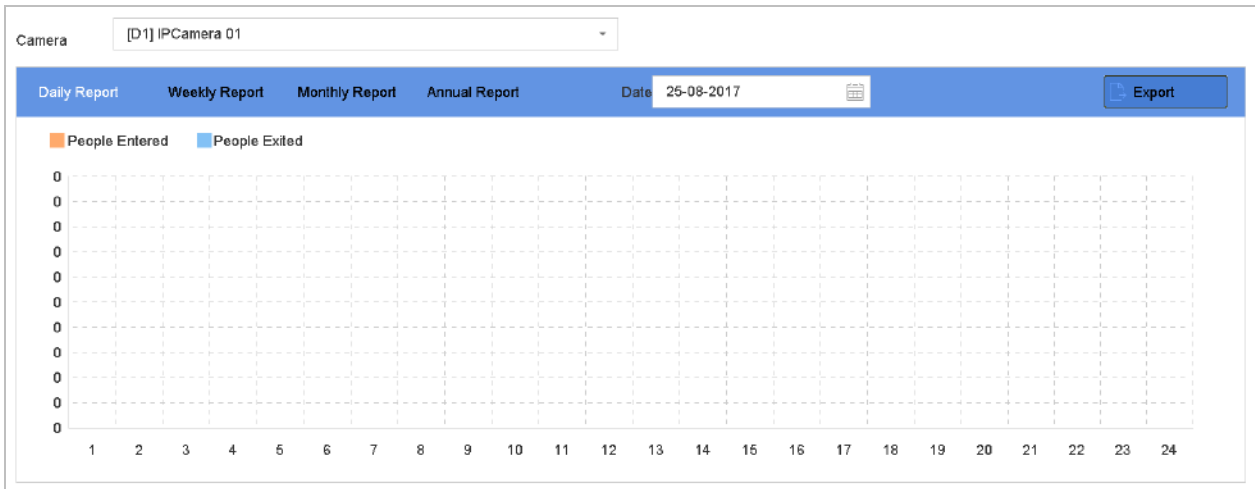 Camera [D1] IPCamera 01
Daily Report Weekly Report Monthly Report Annual Report Date 25-08-2017 Export
People Entered People Exited
0
0
0
0
0
0
0
0
0
0
0
1 2 3 4 5 6 7 8 9 10 11 12 13 14 15 16 17 18 19 20 21 22 23 24